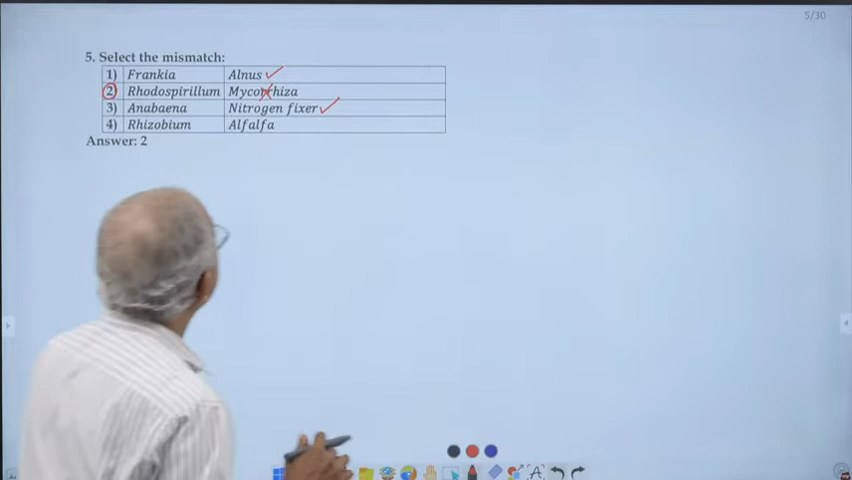 5/30
5. Select the mismatch:
1) Frankia Alnus
2) Rhodospirillum Mycorrhiza
3) Anabaena Nitrogen fixer
4) Rhizobium Alfalfa
Answer: 2